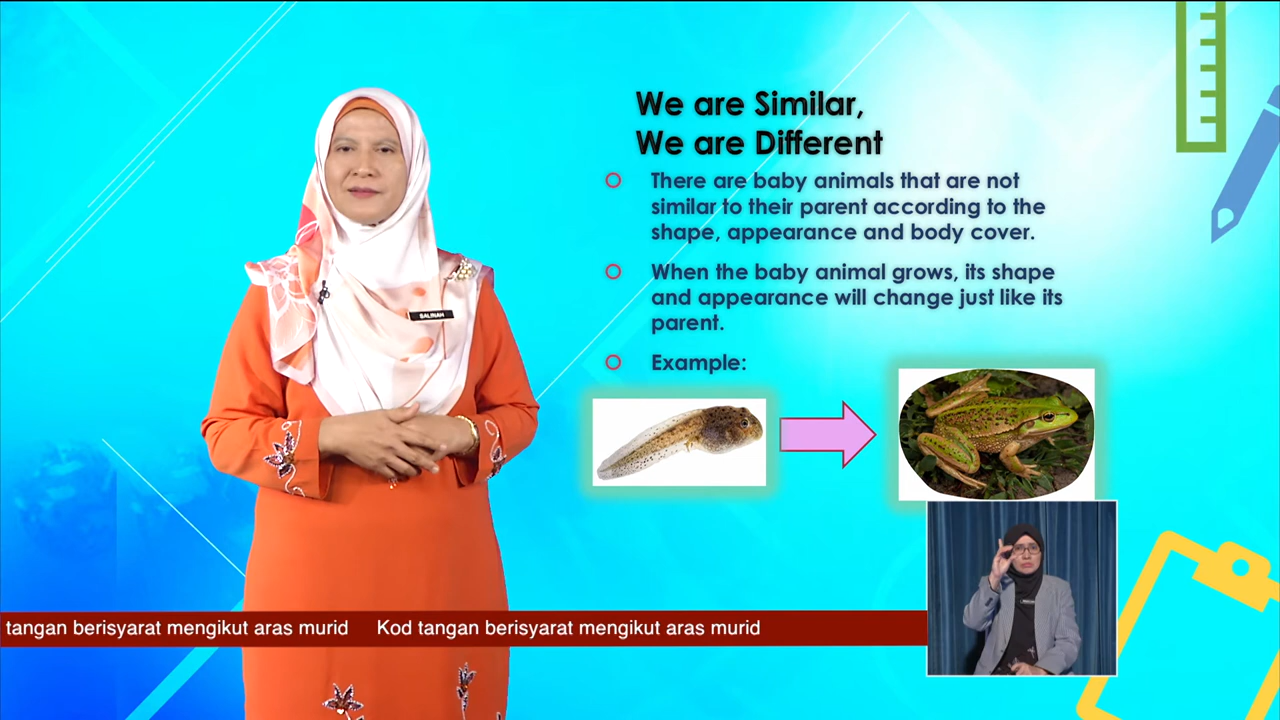 We are Similar,
We are Different
There are baby animals that are not
similar to their parent according to the
shape, appearance and body cover.
When the baby animal grows, its shape
and appearance will change just like its
parent.
Example:
SALINAH
tangan berisyarat mengikut aras murid Kod tangan berisyarat mengikut aras murid